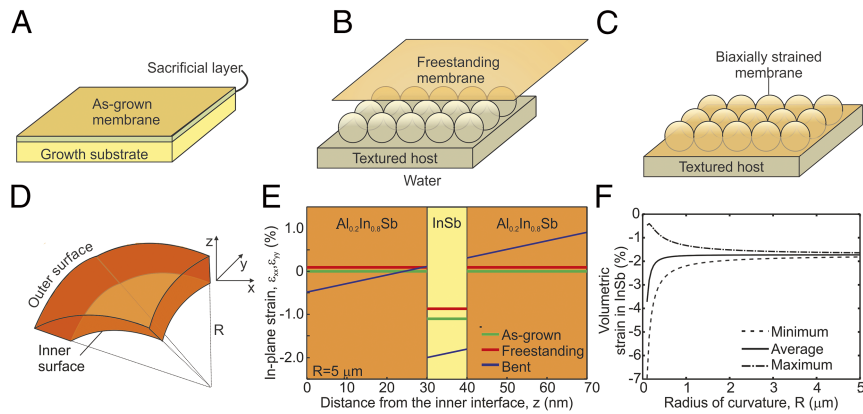 A
Sacrificial layer
As-grown
membrane
Growth substrate
B
Freestanding
membrane
Textured host
Water
C
Biaxially strained
membrane
Textured host
D
Outer surface
Inner
surface
z
y
x
R
E
In-plane strain, εxx,εyy (%)
1.0
0
-1.0
-2.0
Al0.2In0.8Sb
InSb
Al0.2In0.8Sb
As-grown
Freestanding
Bent
R=5 μm
0 10 20 30 40 50 60 70
Distance from the inner interface, z (nm)
F
Volumetric
strain in InSb (%)
0
-1
-2
-3
-4
-5
-6
-7
Minimum
Average
Maximum
0 1 2 3 4 5
Radius of curvature, R (μm)